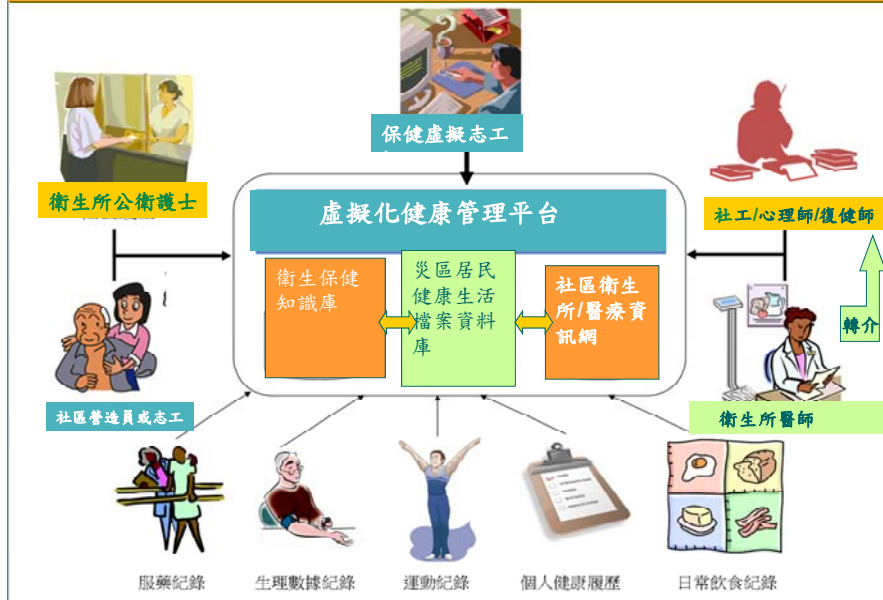 保健虛擬志工
衛生所公衛護士
社工/心理師/復健師
虛擬化健康管理平台
衛生保健
知識庫
災區居民
健康生活
檔案資料
庫
社區衛生
所/醫療資
訊網
轉介
社區營造員或志工
衛生所醫師
服藥紀錄
生理數據紀錄
運動紀錄
個人健康履歷
日常飲食紀錄